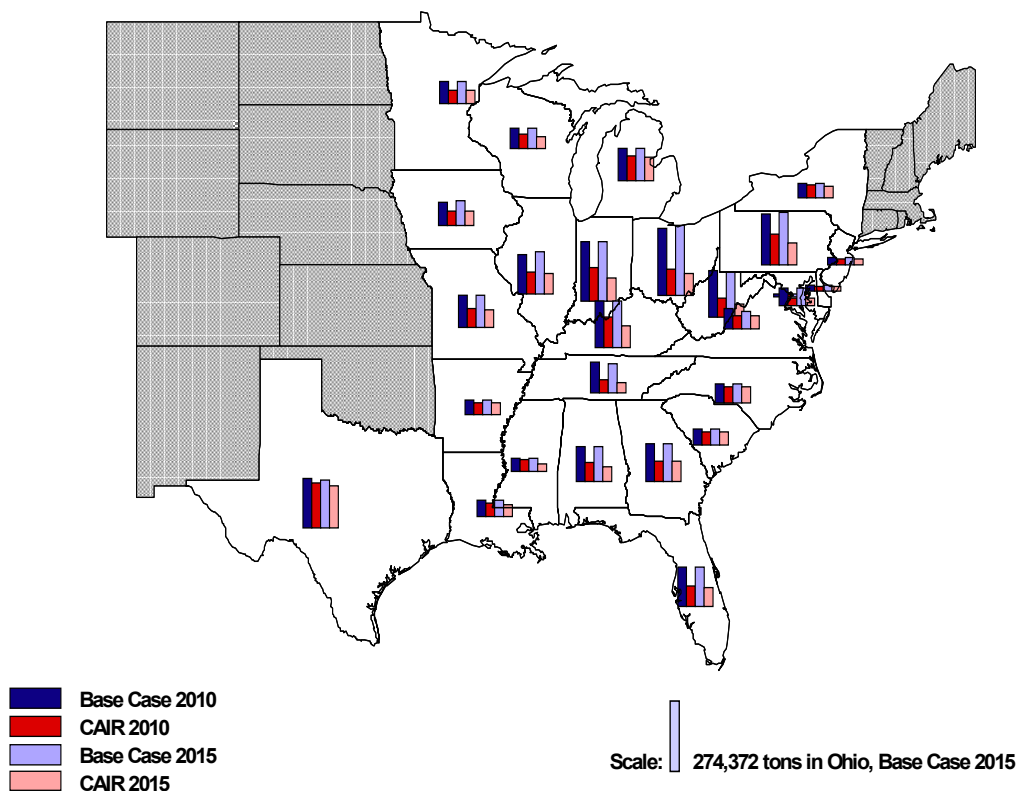 Base Case 2010
CAIR 2010
Base Case 2015
CAIR 2015
Scale: 274,372 tons in Ohio, Base Case 2015